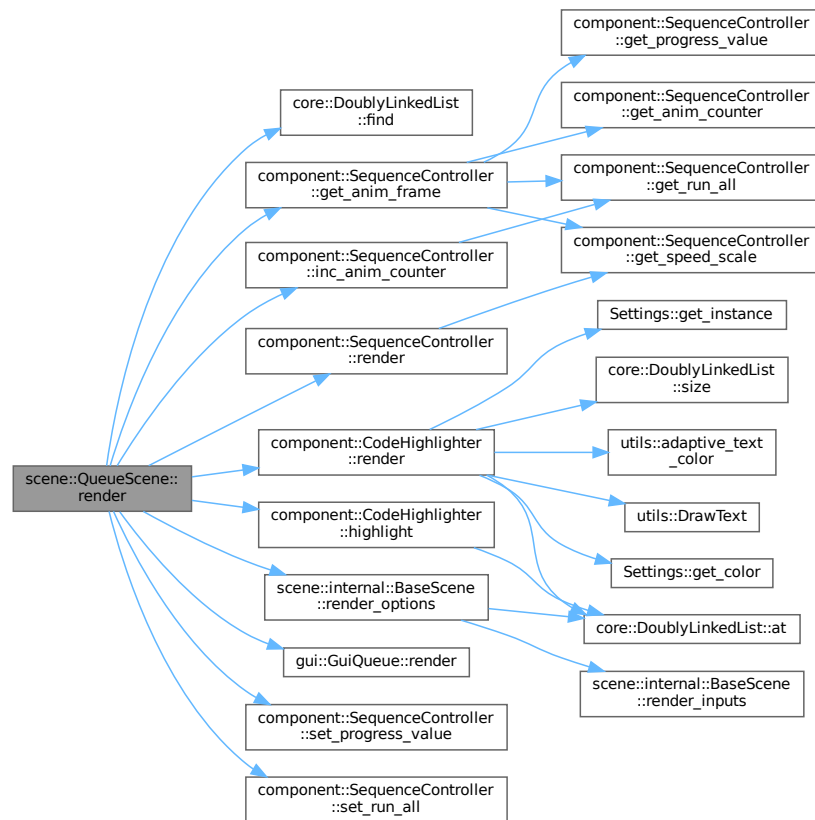 scene::QueueScene::
render
core::DoublyLinkedList
::find
component::SequenceController
::get_anim_frame
component::SequenceController
::inc_anim_counter
component::SequenceController
::render
component::CodeHighlighter
::render
component::CodeHighlighter
::highlight
scene::internal::BaseScene
::render_options
gui::GuiQueue::render
component::SequenceController
::set_progress_value
component::SequenceController
::set_run_all
component::SequenceController
::get_progress_value
component::SequenceController
::get_anim_counter
component::SequenceController
::get_run_all
component::SequenceController
::get_speed_scale
Settings::get_instance
core::DoublyLinkedList
::size
utils::adaptive_text
_color
utils::DrawText
Settings::get_color
core::DoublyLinkedList::at
scene::internal::BaseScene
::render_inputs